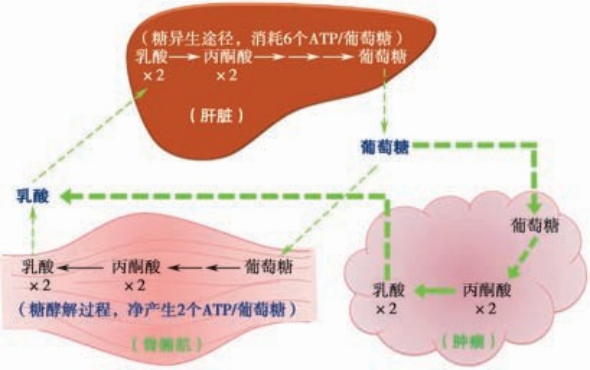 （糖异生途径，消耗6个ATP/葡萄糖）
乳酸 丙酮酸 葡萄糖
×2 ×2
（肝脏）
葡萄糖
乳酸
葡萄糖
乳酸 丙酮酸 葡萄糖
×2 ×2
乳酸 丙酮酸
×2 ×2
（糖酵解过程，净产生2个ATP/葡萄糖）
（骨骼肌）
（肿瘤）